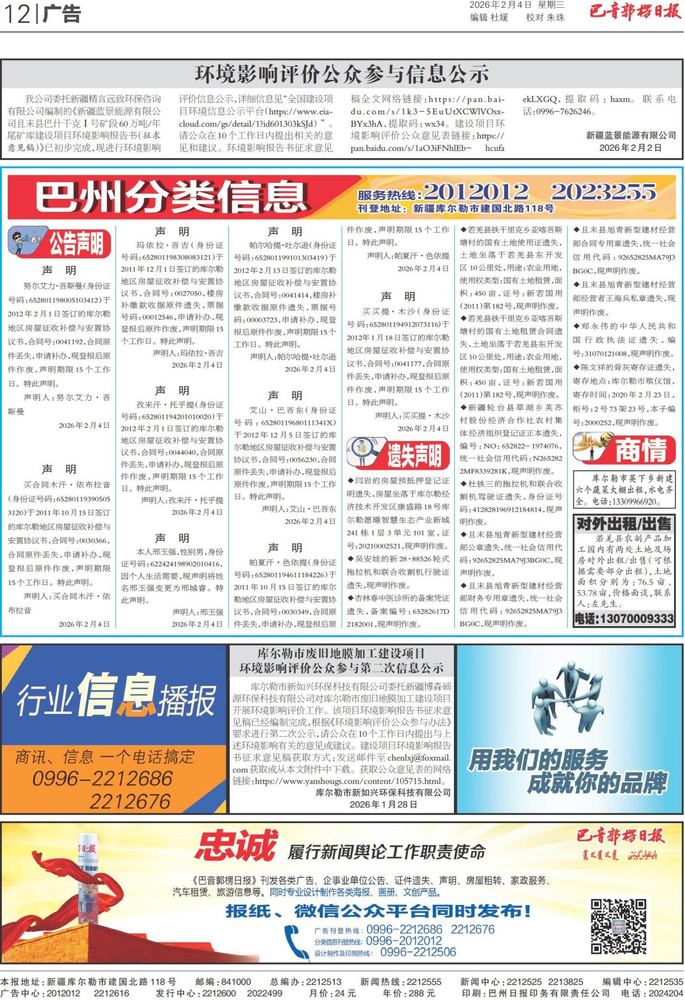 12 广告
2026年2月4日 星期三
编辑 杜媛 校对 朱珠
巴音郭楞日报
环境影响评价公众参与信息公示
我公司委托新疆精言远致环保咨询
有限公司编制的《新疆蓝景能源有限公
司且末县巴什干克Ⅰ号矿段60万吨/年
尾矿库建设项目环境影响报告书(征求
意见稿)》已初步完成,现进行环境影响
评价信息公示,详细信息见“全国建设项
目环境信息公示平台(https://www.eia-
cloud.com/gs/detail/1?id601303kSJd)”。
请公众在10个工作日内提出相关的意
见和建议。环境影响报告书征求意见
稿全文网络链接:https://pan.bai-
du.com/s/1k3-5EuUtXCWlVOsx-
BYx3hA,提取码:wx34。建设项目环
境影响评价公众意见表链接:https://
pan.baidu.com/s/1aO3iFNhlEb- hcufa
ekLXGQ,提取码:haxm。联系电
话:0996-7626246。
新疆蓝景能源有限公司
2026年2月2日
巴州分类信息
服务热线:2012012 2023255
刊登地址:新疆库尔勒市建国北路118号
看!
公告声明
声 明
努尔艾力·吾斯曼(身份证
号码:652801198005103412)于
2012年2月1日签订的库尔勒
地区房屋征收补偿与安置协
议书,合同号:0041192,合同原
件丢失,申请补办,现登报后原
件作废,声明期限15个工作
日。特此声明。
声明人:努尔艾力·吾
斯曼
2026年2月4日
声 明
买合同木汗·依布拉音
(身份证号码:65280119390505
3120)于2011年10月15日签订
的库尔勒地区房屋征收补偿与
安置协议书,合同号:0030366,
合同原件丢失,申请补办,现
登报后原件作废,声明期限
15个工作日。特此声明。
声明人:买合同木汗·依
布拉音
2026年2月4日
声 明
玛依拉·吾吉(身份证
号码:652801198308083121)于
2011年12月1日签订的库尔勒
地区房屋征收补偿与安置协
议书,合同号:0027050,楼房
补缴款收据原件遗失,票据
号码:00012546,申请补办,现
登报后原件作废,声明期限15
个工作日。特此声明。
声明人:玛依拉·吾吉
2026年2月4日
声 明
孜来汗·托乎提(身份证
号码:652801194201010020)于
2012年2月1日签订的库尔勒
地区房屋征收补偿与安置协
议书,合同号:0044040,合同原
件丢失,申请补办,现登报后原
件作废,声明期限15个工作
日。特此声明。
声明人:孜来汗·托乎提
2026年2月4日
声 明
本人邢玉强,性别男,身份
证号码:622424198902010416,
因个人生活需要,现声明将姓
名邢玉强变更为邢城睿。特
此声明。
声明人:邢玉强
2026年2月4日
声 明
帕尔哈提·吐尔逊(身份证
号码:652801199101303419)于
2012年2月13日签订的库尔勒
地区房屋征收补偿与安置协
议书,合同号:0041414,楼房补
缴款收据原件遗失,票据号
码:00003723,申请补办,现登
报后原件作废,声明期限15个
工作日。特此声明。
声明人:帕尔哈提·吐尔逊
2026年2月4日
声 明
艾山·巴吾东(身份证
号码:65280119680111341X)
于2012年12月5日签订的库
尔勒地区房屋征收补偿与安置
协议书,合同号:0056230,合同
原件丢失,申请补办,现登报后
原件作废,声明期限15个工作
日。特此声明。
声明人:艾山·巴吾东
2026年2月4日
声 明
帕夏汗·色依提(身份证
号码:652801194611184226)于
2011年10月15日签订的库尔
勒地区房屋征收补偿与安置协
议书,合同号:0030349,合同原
件丢失,申请补办,现登报后原
件作废,声明期限15个工作
日。特此声明。
声明人:帕夏汗·色依提
2026年2月4日
声 明
买买提·木沙(身份证
号码:652801194912073116)于
2012年1月18日签订的库尔勒
地区房屋征收补偿与安置协
议书,合同号:0041177,合同原
件丢失,申请补办,现登报后原
件作废,声明期限15个工作
日。特此声明。
声明人:买买提·木沙
2026年2月4日
遗失声明
◆闫岩的房屋预抵押登记证
明遗失,房屋坐落于库尔勒经
济技术开发区康盛路18号库
尔勒愿暻智慧生态产业新城
241栋1层3单元101室,证
号:20210002521,现声明作废。
◆吴安娃的新28·88526轮式
拖拉机和联合收割机行驶证
遗失,现声明作废。
◆杏林春中医诊所的备案凭证
遗失,备案编号:65282617D
2182001,现声明作废。
◆若羌县铁干里克乡亚喀吾斯
塘村的国有土地使用证遗失,
土地坐落于若羌县东开发
区10公里处,用途:农业用地,
使用权类型:国有土地租赁,面
积:450亩,证号:新若国用
(2011)第182号,现声明作废。
◆若羌县铁干里克乡亚喀吾斯
塘村的国有土地租赁合同遗
失,土地坐落于若羌县东开发
区10公里处,用途:农业用地,
使用权类型:国有土地租赁,面
积:450亩,证号:新若国用
(2011)第182号,现声明作废。
◆新疆轮台县草湖乡英苏
村股份经济合作社农村集
体经济组织登记证正本遗失,
编号:NO:652822-1974076,
统一社会信用代码:N265282
2MF8339281K,现声明作废。
◆杜铁三的拖拉机和联合收
割机驾驶证遗失,身份证号
码:412828196912184814,现声
明作废。
◆且末县旭青新型建材经营
部公章遗失,统一社会信用代
码:92652825MA79J3BG0C,现
声明作废。
◆且末县旭青新型建材经营
部财务专用章遗失,统一社会
信用代码:92652825MA79J3
BG0C,现声明作废。
◆且末县旭青新型建材经营
部合同专用章遗失,统一社会
信用代码:92652825MA79J3
BG0C,现声明作废。
◆且末县旭青新型建材经营
部经营者王海兵私章遗失,现
声明作废。
◆郑永伟的中华人民共和
国行政执法证遗失,编
号:31070121008,现声明作废。
◆陈文祥的骨灰寄存证遗失,
寄存地点:库尔勒市殡仪馆,
寄存时间:2020年2月23日,
柜号:2号73架23号,本子编
号:2000252,现声明作废。
商情
库尔勒市英下乡新建
六个蔬菜大棚出租,水电齐
全。电话:13309966920。
对外出租/出售
若羌县农副产品加
工园内有两处土地及场
房对外出租/出售(可根
据需要部分出租),土地
面积分别为:76.5亩、
53.78亩,价格面谈,联系
人:左先生。
电话:13070009333
行业信息播报
商讯、信息 一个电话搞定
0996-2212686
2212676
库尔勒市废旧地膜加工建设项目
环境影响评价公众参与第二次信息公示
库尔勒市新如兴环保科技有限公司委托新疆博森硕
源环保科技有限公司对库尔勒市废旧地膜加工建设项目
开展环境影响评价工作。该项目环境影响报告书征求意
见稿已经编制完成,根据《环境影响评价公众参与办法》
要求进行第二次公示,请公众在10个工作日内提出与上
述环境影响有关的意见或建议。建设项目环境影响报告
书征求意见稿获取方式:发送邮件至chenlxj@foxmail.
com获取或从本文附件中下载。获取公众意见表的网络
链接:https://www.yanshougs.com/content/105715.html。
库尔勒市新如兴环保科技有限公司
2026年1月28日
用我们的服务
成就你的品牌
忠诚 履行新闻舆论工作职责使命
巴音郭楞日报
《巴音郭楞日报》刊发各类广告、企事业单位公告、证件遗失、声明、房屋租转、家政服务、
汽车租赁、旅游信息等。同时专业设计制作各类海报、画册、文创产品。
报纸、微信公众平台同时发布!
广告刊登热线:0996-2212686 2212676
分类信息刊登热线:0996-2012012
设计制作及印刷热线: 0996-2212506
本报地址:新疆库尔勒市建国北路118号 邮编:841000 总编办:2212513 新闻热线:2212555 新闻中心:2212525 2213825 编辑中心:2212535
广告中心:2012012 2212616 发行中心:2212600 2022499 月价:24元 年价:288元 印刷:巴州日报印务有限责任公司 电话:2024204